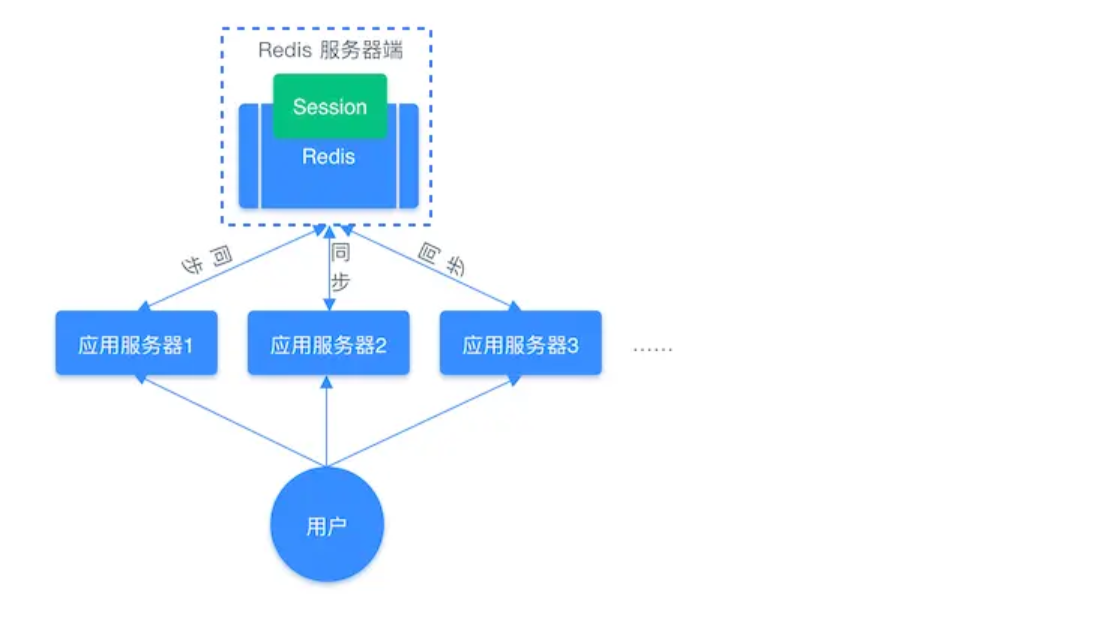 Redis 服务器端
Session
Redis
同步
同步
同步
应用服务器1
应用服务器2
应用服务器3
……
用户